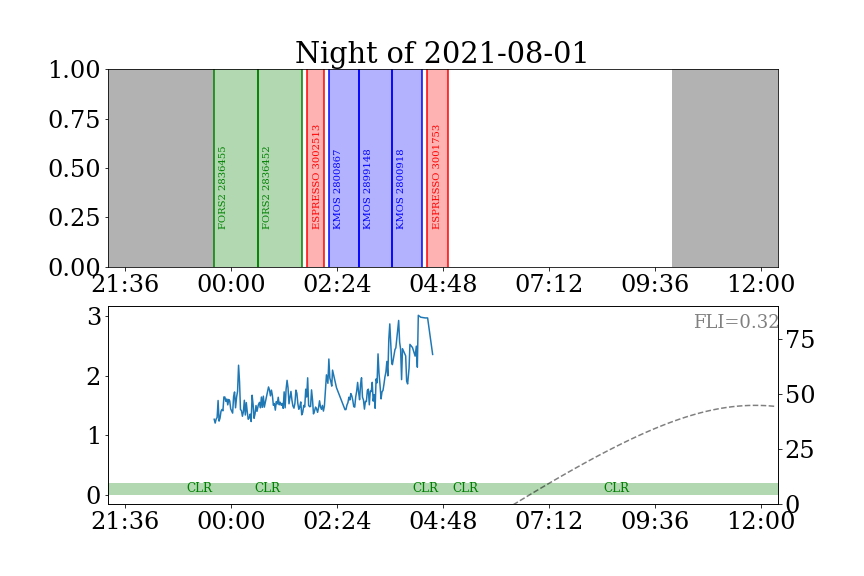 Night of 2021-08-01
1.00
0.75
0.50
0.25
0.00
FORS2 2836455
FORS2 2836452
ESPRESSO 3002513
KMOS 2800867
KMOS 2899148
KMOS 2800918
ESPRESSO 3001753
21:36 00:00 02:24 04:48 07:12 09:36 12:00
FLI=0.32
3
2
1
0
75
50
25
0
CLR CLR CLR CLR CLR
21:36 00:00 02:24 04:48 07:12 09:36 12:00